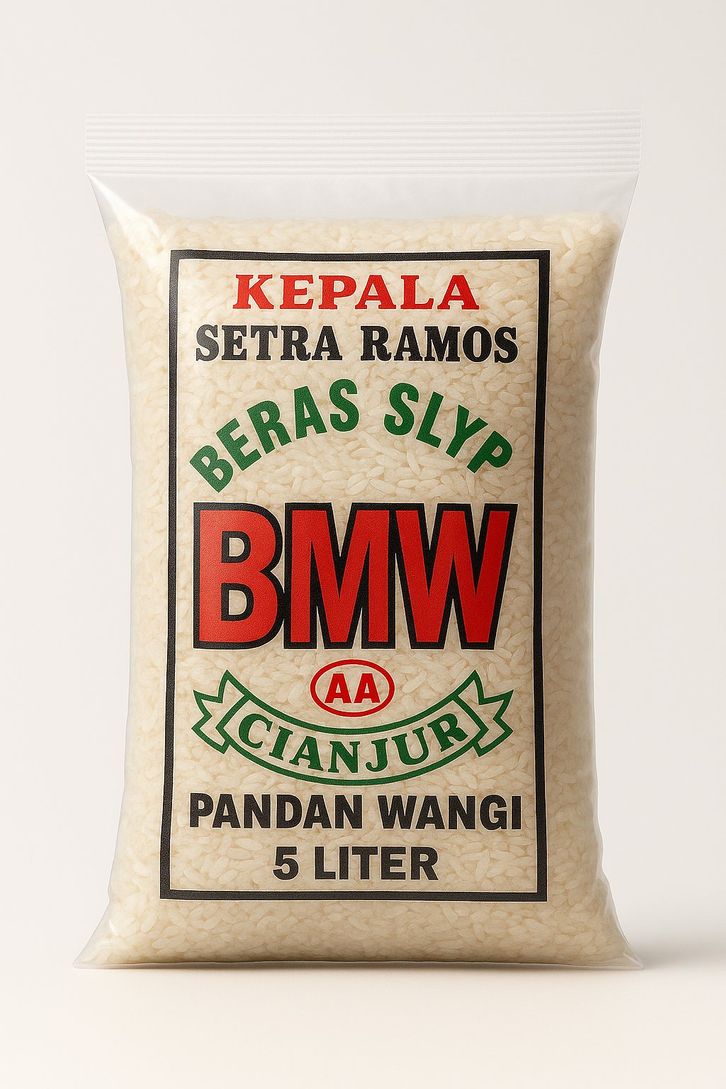 KEPALA
SETRA RAMOS
BERAS SLYP
BMW
AA
CIANJUR
PANDAN WANGI
5 LITER